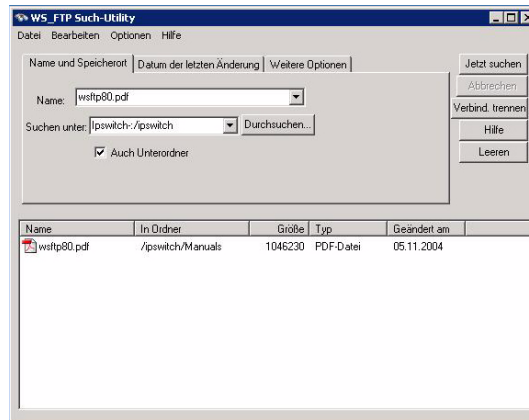 WS_FTP Such-Utility
Datei Bearbeiten Optionen Hilfe
Name und Speicherort Datum der letzten Änderung Weitere Optionen
Jetzt suchen
Abbrechen
Name: wsftp80.pdf
Verbind. trennen
Suchen unter: Ipswitch-:/ipswitch Durchsuchen...
Hilfe
Auch Unterordner
Leeren
Name In Ordner Größe Typ Geändert am
wsftp80.pdf /ipswitch/Manuals 1046230 PDF-Datei 05.11.2004